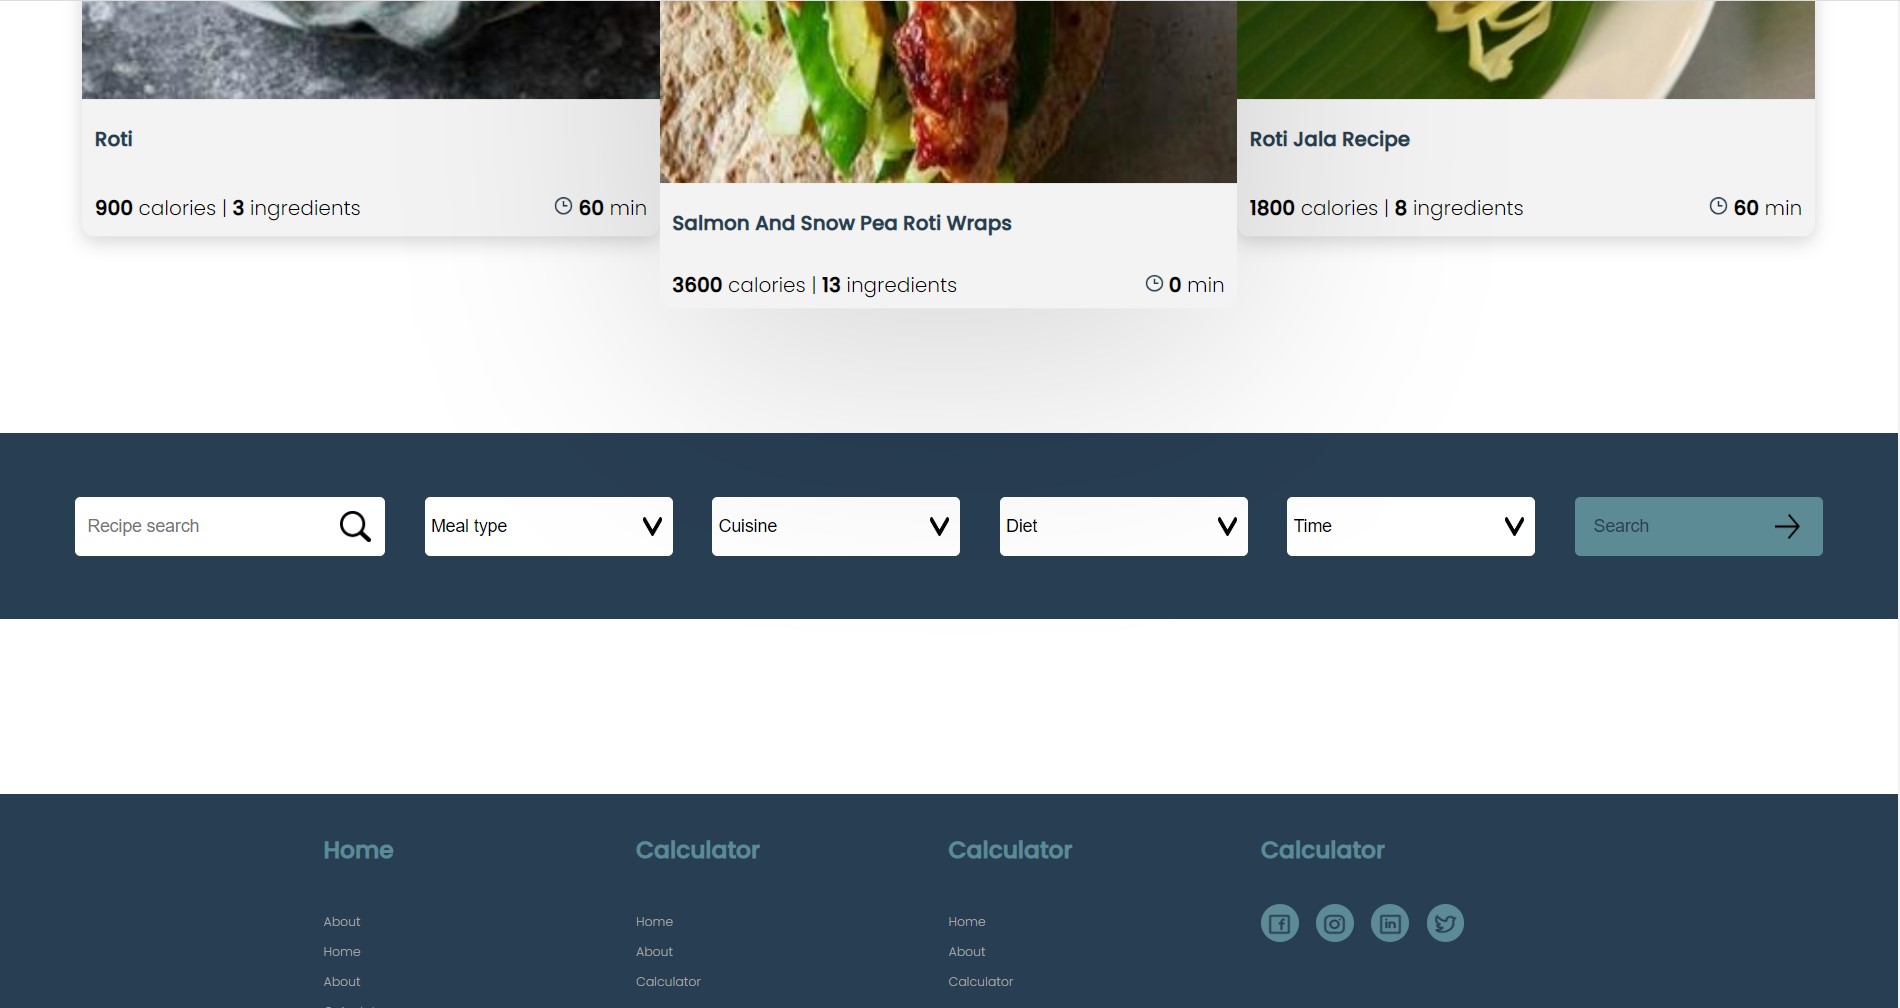 Roti
900 calories | 3 ingredients
60 min
Salmon And Snow Pea Roti Wraps
3600 calories | 13 ingredients
0 min
Roti Jala Recipe
1800 calories | 8 ingredients
60 min
Recipe search
Meal type
Cuisine
Diet
Time
Search
Home
About
Home
About
Calculator
Home
About
Calculator
Calculator
Home
About
Calculator
Calculator